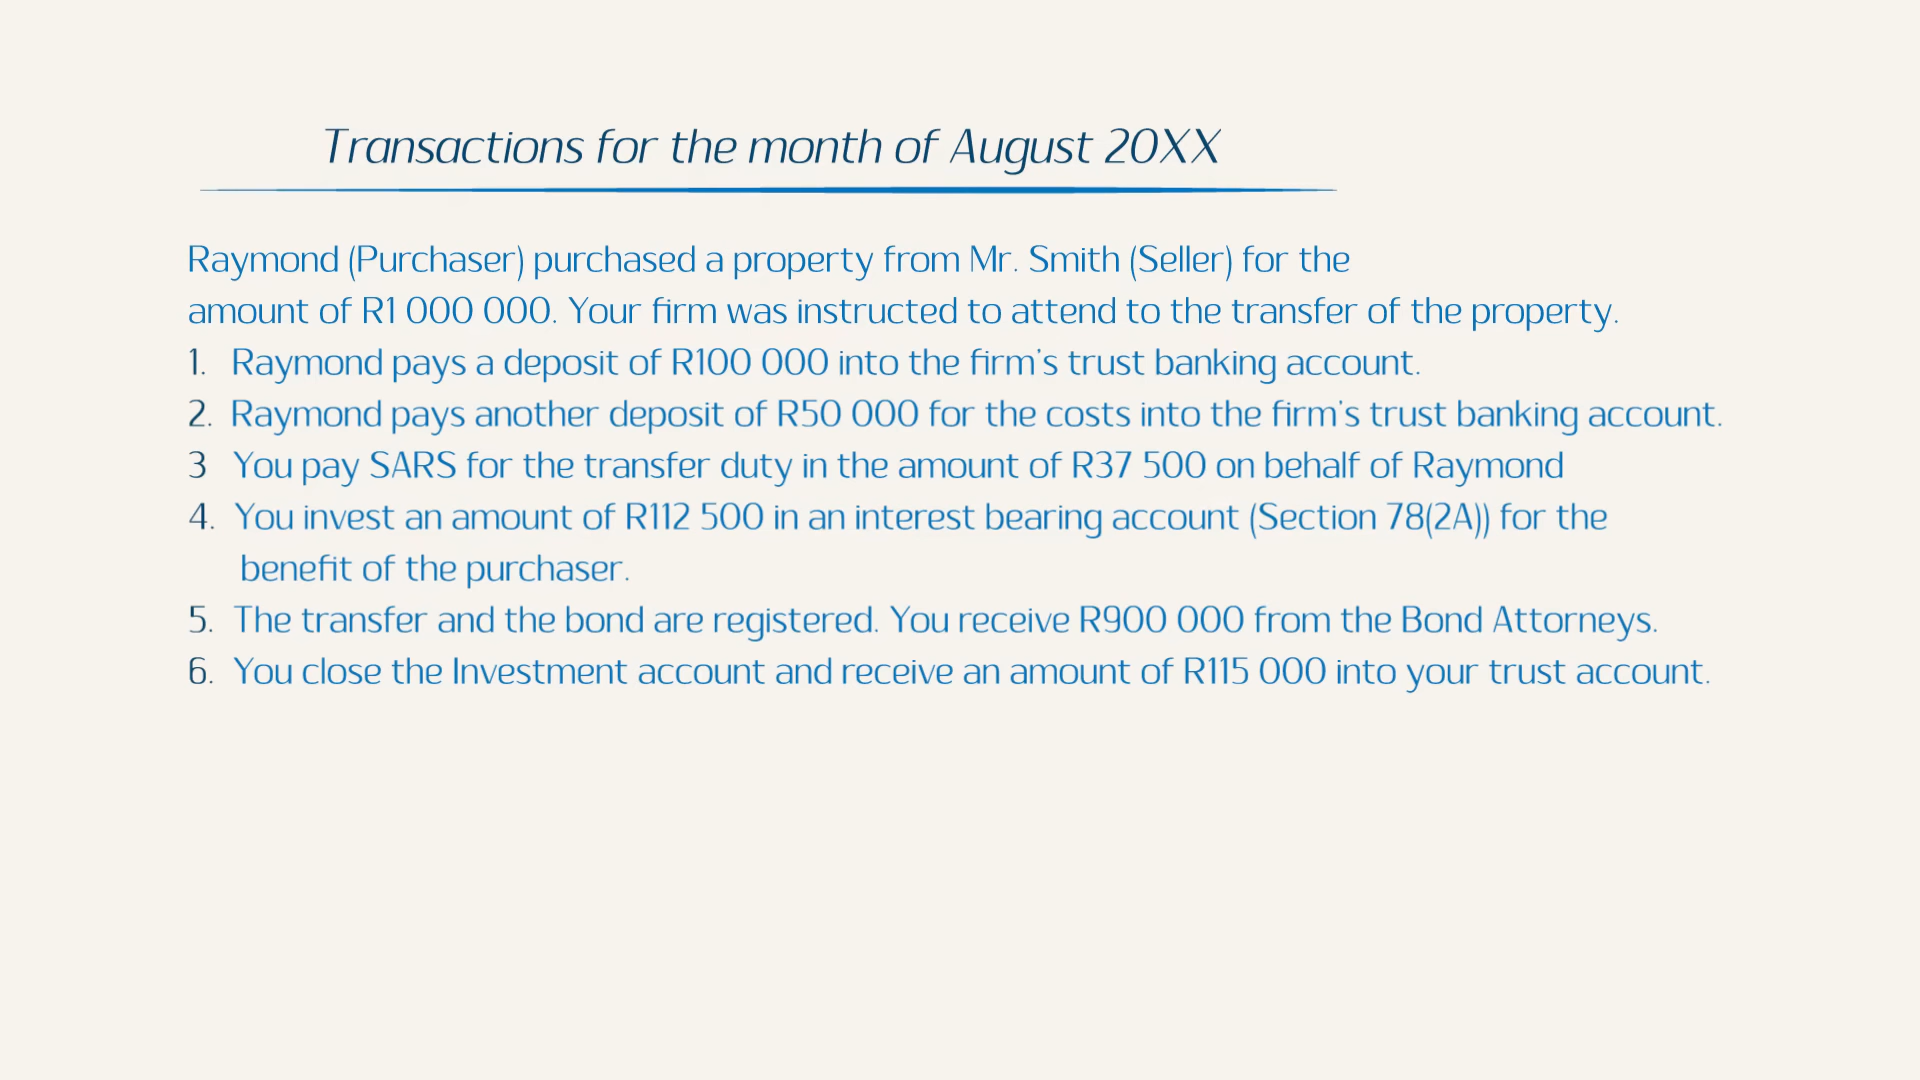 Transactions for the month of August 20XX
Raymond (Purchaser) purchased a property from Mr. Smith (Seller) for the
amount of R1 000 000. Your firm was instructed to attend to the transfer of the property.
1. Raymond pays a deposit of R100 000 into the firm's trust banking account.
2. Raymond pays another deposit of R50 000 for the costs into the firm's trust banking account.
3 You pay SARS for the transfer duty in the amount of R37 500 on behalf of Raymond
4. You invest an amount of R112 500 in an interest bearing account (Section 78(2A)) for the
benefit of the purchaser.
5. The transfer and the bond are registered. You receive R900 000 from the Bond Attorneys.
6. You close the Investment account and receive an amount of R115 000 into your trust account.